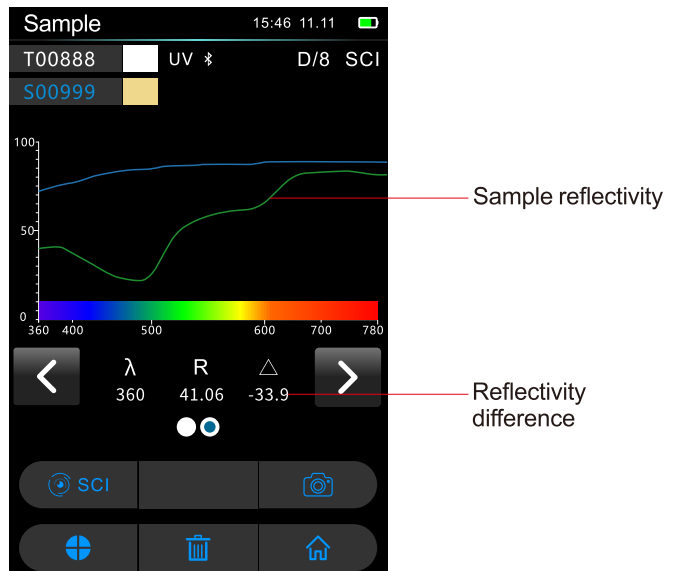 Sample 15:46 11.11
T00888 UV D/8 SCI
S00999
100
50
0
360 400 500 600 700 780
Sample reflectivity
λ R △
360 41.06 -33.9
Reflectivity
difference
SCI